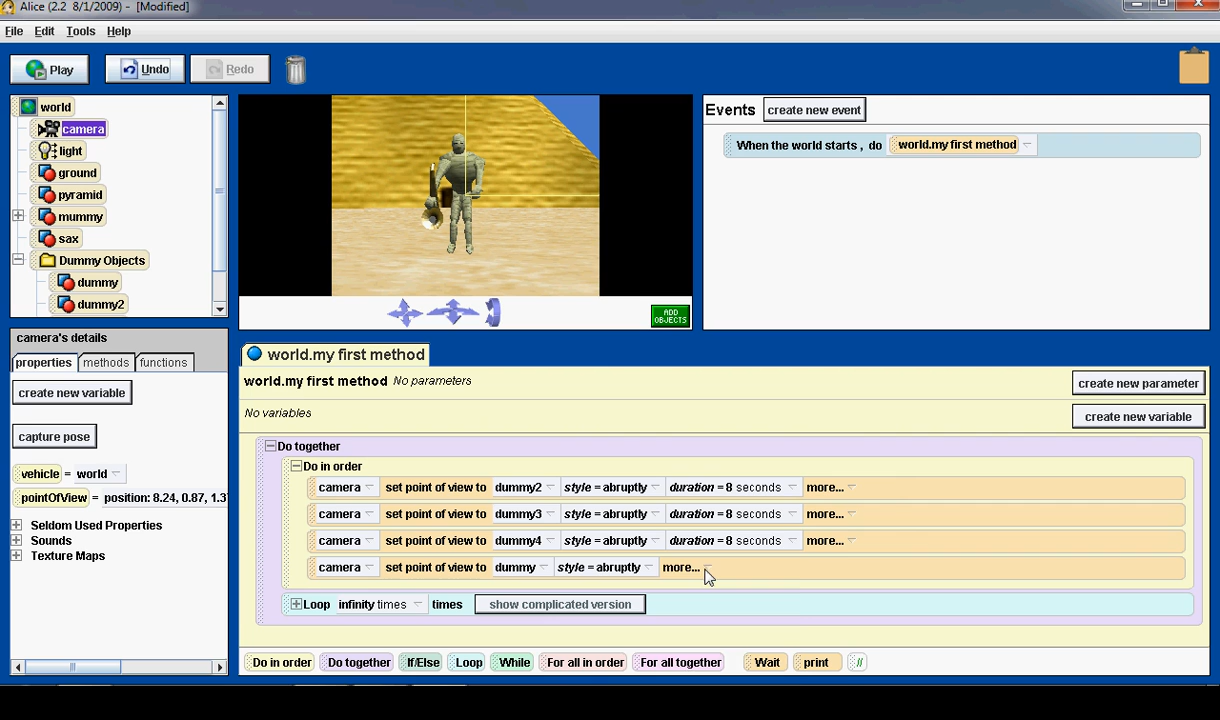 Alice (2.2 8/1/2009) - [Modified]
File Edit Tools Help
Play Undo Redo
world
camera
light
ground
pyramid
mummy
sax
Dummy Objects
dummy
dummy2
ADD
OBJECTS
Events create new event
When the world starts , do world.my first method
camera's details
properties methods functions
create new variable
capture pose
vehicle = world
pointOfView = position: 8.24, 0.87, 1.3
Seldom Used Properties
Sounds
Texture Maps
world.my first method
world.my first method No parameters create new parameter
No variables create new variable
Do together
Do in order
camera set point of view to dummy2 style = abruptly duration = 8 seconds more...
camera set point of view to dummy3 style = abruptly duration = 8 seconds more...
camera set point of view to dummy4 style = abruptly duration = 8 seconds more...
camera set point of view to dummy style = abruptly more...
Loop infinity times times show complicated version
Do in order Do together If/Else Loop While For all in order For all together Wait print //